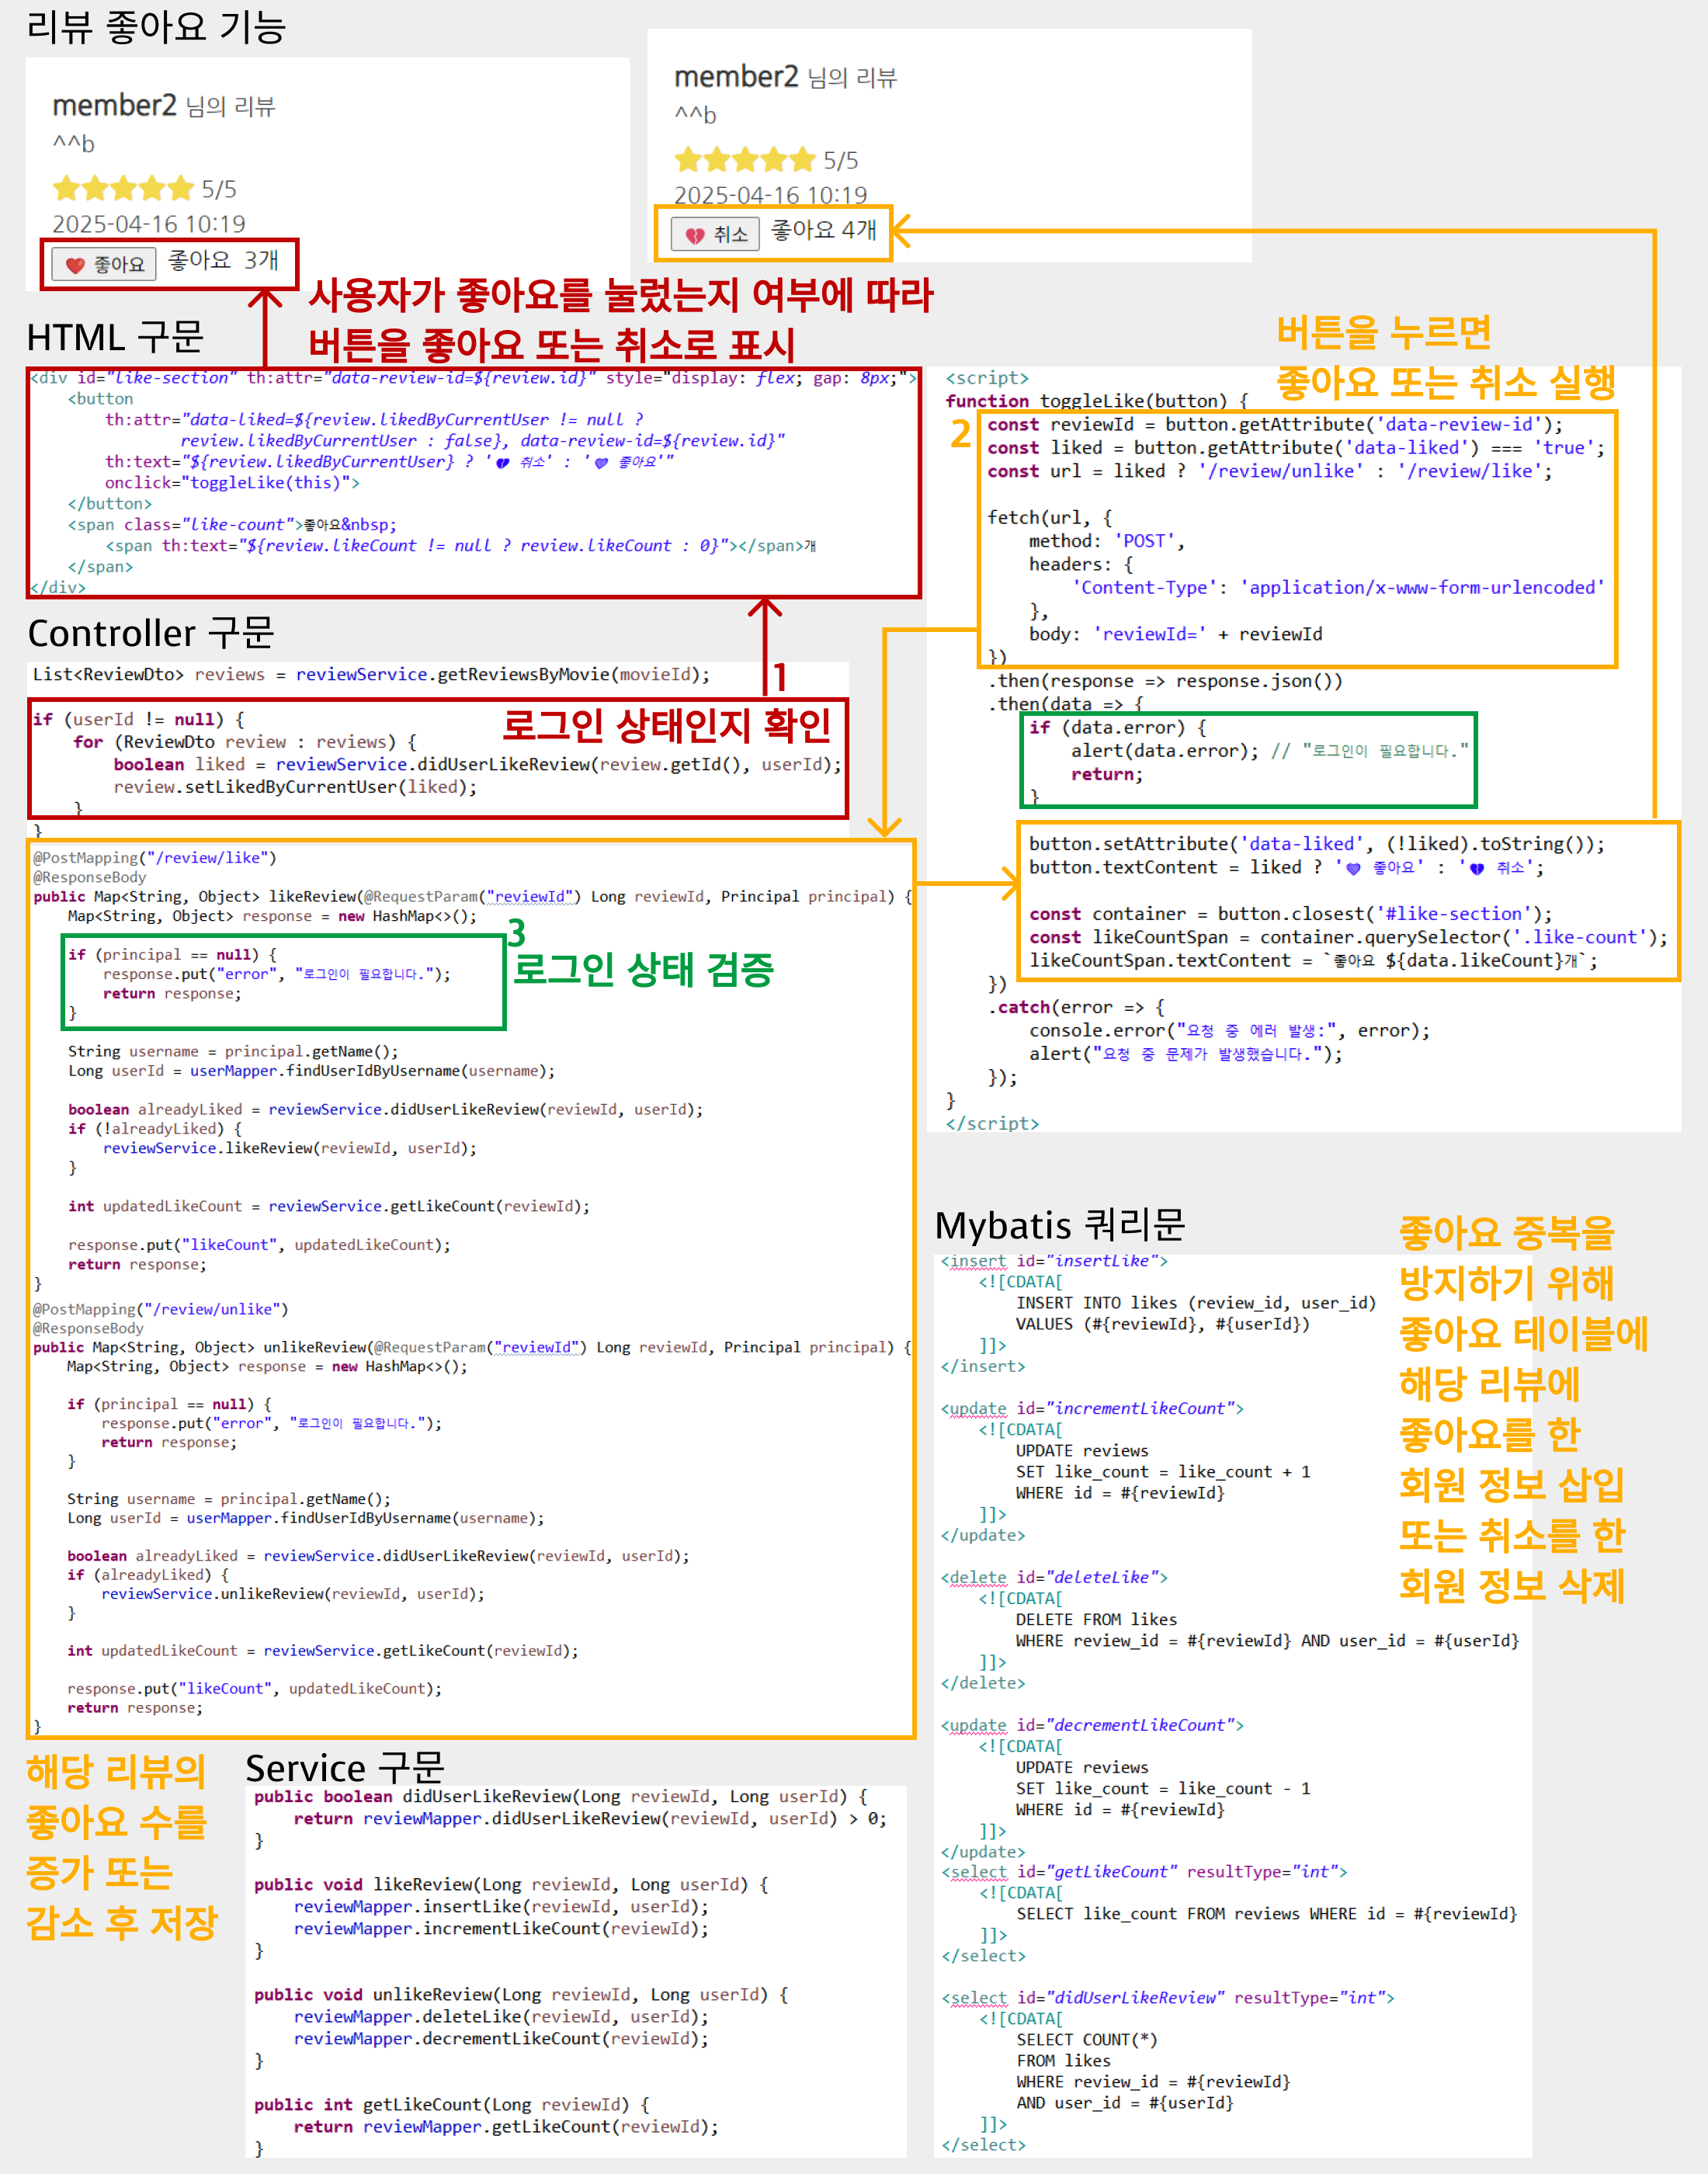 리뷰 좋아요 기능
member2 님의 리뷰
^^b
⭐⭐⭐⭐⭐ 5/5
2025-04-16 10:19
❤️ 좋아요 좋아요 3개
member2 님의 리뷰
^^b
⭐⭐⭐⭐⭐ 5/5
2025-04-16 10:19
💔 취소 좋아요 4개
사용자가 좋아요를 눌렀는지 여부에 따라
버튼을 좋아요 또는 취소로 표시
HTML 구문
<div id="like-section" th:attr="data-review-id=${review.id}" style="display: flex; gap: 8px;">
    <button
        th:attr="data-liked=${review.likedByCurrentUser != null ?
                review.likedByCurrentUser : false}, data-review-id=${review.id}"
        th:text="${review.likedByCurrentUser} ? '💔 취소' : '💜 좋아요'"
        onclick="toggleLike(this)">
    </button>
    <span class="like-count">좋아요&nbsp;
        <span th:text="${review.likeCount != null ? review.likeCount : 0}"></span>개
    </span>
</div>
Controller 구문
List<ReviewDto> reviews = reviewService.getReviewsByMovie(movieId);
1
로그인 상태인지 확인
if (userId != null) {
    for (ReviewDto review : reviews) {
        boolean liked = reviewService.didUserLikeReview(review.getId(), userId);
        review.setLikedByCurrentUser(liked);
    }
}
@PostMapping("/review/like")
@ResponseBody
public Map<String, Object> likeReview(@RequestParam("reviewId") Long reviewId, Principal principal) {
    Map<String, Object> response = new HashMap<>();
3
로그인 상태 검증
    if (principal == null) {
        response.put("error", "로그인이 필요합니다.");
        return response;
    }
    String username = principal.getName();
    Long userId = userMapper.findUserIdByUsername(username);
    boolean alreadyLiked = reviewService.didUserLikeReview(reviewId, userId);
    if (!alreadyLiked) {
        reviewService.likeReview(reviewId, userId);
    }
    int updatedLikeCount = reviewService.getLikeCount(reviewId);
    response.put("likeCount", updatedLikeCount);
    return response;
}
@PostMapping("/review/unlike")
@ResponseBody
public Map<String, Object> unlikeReview(@RequestParam("reviewId") Long reviewId, Principal principal) {
    Map<String, Object> response = new HashMap<>();
    if (principal == null) {
        response.put("error", "로그인이 필요합니다.");
        return response;
    }
    String username = principal.getName();
    Long userId = userMapper.findUserIdByUsername(username);
    boolean alreadyLiked = reviewService.didUserLikeReview(reviewId, userId);
    if (alreadyLiked) {
        reviewService.unlikeReview(reviewId, userId);
    }
    int updatedLikeCount = reviewService.getLikeCount(reviewId);
    response.put("likeCount", updatedLikeCount);
    return response;
}
해당 리뷰의
좋아요 수를
증가 또는
감소 후 저장
Service 구문
public boolean didUserLikeReview(Long reviewId, Long userId) {
    return reviewMapper.didUserLikeReview(reviewId, userId) > 0;
}
public void likeReview(Long reviewId, Long userId) {
    reviewMapper.insertLike(reviewId, userId);
    reviewMapper.incrementLikeCount(reviewId);
}
public void unlikeReview(Long reviewId, Long userId) {
    reviewMapper.deleteLike(reviewId, userId);
    reviewMapper.decrementLikeCount(reviewId);
}
public int getLikeCount(Long reviewId) {
    return reviewMapper.getLikeCount(reviewId);
}
버튼을 누르면
좋아요 또는 취소 실행
<script>
function toggleLike(button) {
2
    const reviewId = button.getAttribute('data-review-id');
    const liked = button.getAttribute('data-liked') === 'true';
    const url = liked ? '/review/unlike' : '/review/like';
    fetch(url, {
        method: 'POST',
        headers: {
            'Content-Type': 'application/x-www-form-urlencoded'
        },
        body: 'reviewId=' + reviewId
    })
    .then(response => response.json())
    .then(data => {
        if (data.error) {
            alert(data.error); // "로그인이 필요합니다."
            return;
        }
        button.setAttribute('data-liked', (!liked).toString());
        button.textContent = liked ? '💜 좋아요' : '💔 취소';
        const container = button.closest('#like-section');
        const likeCountSpan = container.querySelector('.like-count');
        likeCountSpan.textContent = `좋아요 ${data.likeCount}개`;
    })
    .catch(error => {
        console.error("요청 중 에러 발생:", error);
        alert("요청 중 문제가 발생했습니다.");
    });
}
</script>
Mybatis 쿼리문
좋아요 중복을
방지하기 위해
좋아요 테이블에
해당 리뷰에
좋아요를 한
회원 정보 삽입
또는 취소를 한
회원 정보 삭제
<insert id="insertLike">
    <![CDATA[
        INSERT INTO likes (review_id, user_id)
        VALUES (#{reviewId}, #{userId})
    ]]>
</insert>
<update id="incrementLikeCount">
    <![CDATA[
        UPDATE reviews
        SET like_count = like_count + 1
        WHERE id = #{reviewId}
    ]]>
</update>
<delete id="deleteLike">
    <![CDATA[
        DELETE FROM likes
        WHERE review_id = #{reviewId} AND user_id = #{userId}
    ]]>
</delete>
<update id="decrementLikeCount">
    <![CDATA[
        UPDATE reviews
        SET like_count = like_count - 1
        WHERE id = #{reviewId}
    ]]>
</update>
<select id="getLikeCount" resultType="int">
    <![CDATA[
        SELECT like_count FROM reviews WHERE id = #{reviewId}
    ]]>
</select>
<select id="didUserLikeReview" resultType="int">
    <![CDATA[
        SELECT COUNT(*)
        FROM likes
        WHERE review_id = #{reviewId}
        AND user_id = #{userId}
    ]]>
</select>